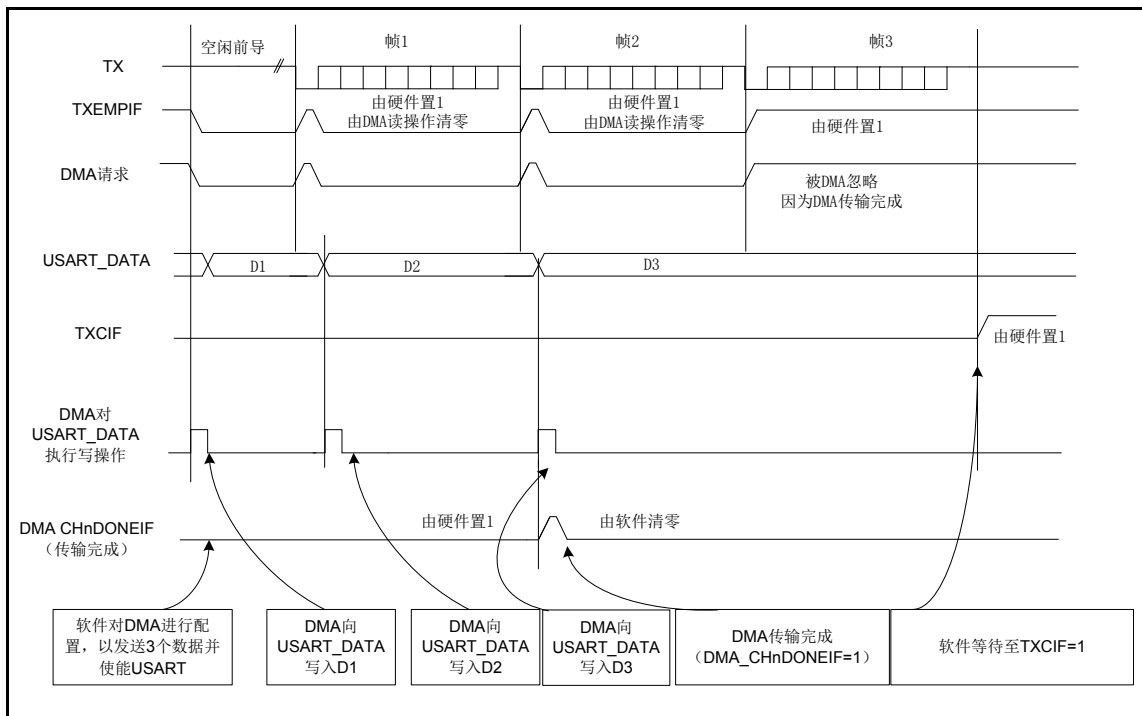 空闲前导
帧1
帧2
帧3
TX
TXEMPIF
由硬件置1
由DMA读操作清零
由硬件置1
由DMA读操作清零
由硬件置1
DMA请求
被DMA忽略
因为DMA传输完成
USART_DATA
D1
D2
D3
TXCIF
由硬件置1
DMA对
USART_DATA
执行写操作
DMA CHnDONEIF
（传输完成）
由硬件置1
由软件清零
软件对DMA进行配
置，以发送3个数据并
使能USART
DMA向
USART_DATA
写入D1
DMA向
USART_DATA
写入D2
DMA向
USART_DATA
写入D3
DMA传输完成
（DMA_CHnDONEIF=1）
软件等待至TXCIF=1